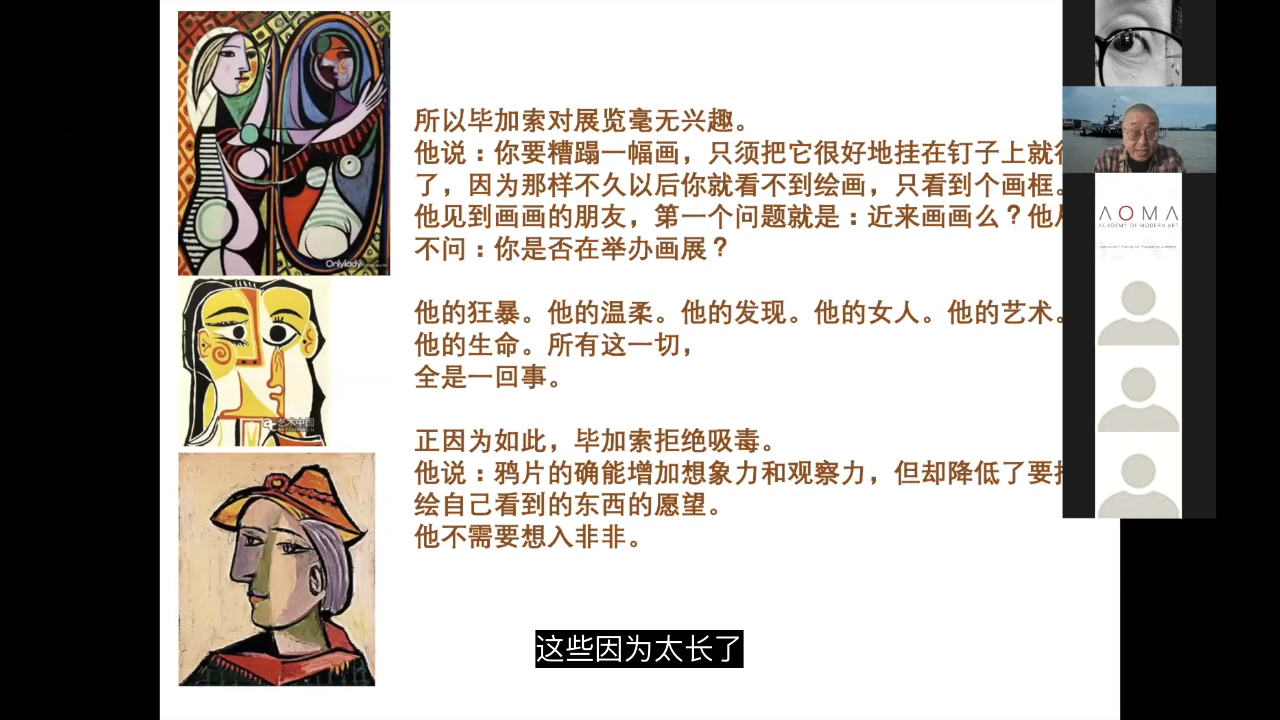 所以毕加索对展览毫无兴趣。
他说：你要糟蹋一幅画，只须把它很好地挂在钉子上就行
了，因为那样不久以后你就看不到绘画，只看到个画框。
他见到画画的朋友，第一个问题就是：近来画画么？他
不问：你是否在举办画展？
他的狂暴。他的温柔。他的发现。他的女人。他的艺术。
他的生命。所有这一切，
全是一回事。
正因为如此，毕加索拒绝吸毒。
他说：鸦片的确能增加想象力和观察力，但却降低了要
绘自己看到的东西的愿望。
他不需要想入非非。
这些因为太长了
Onlylady
艺术中国
AOMA
ACADEMY OF MODERN ART